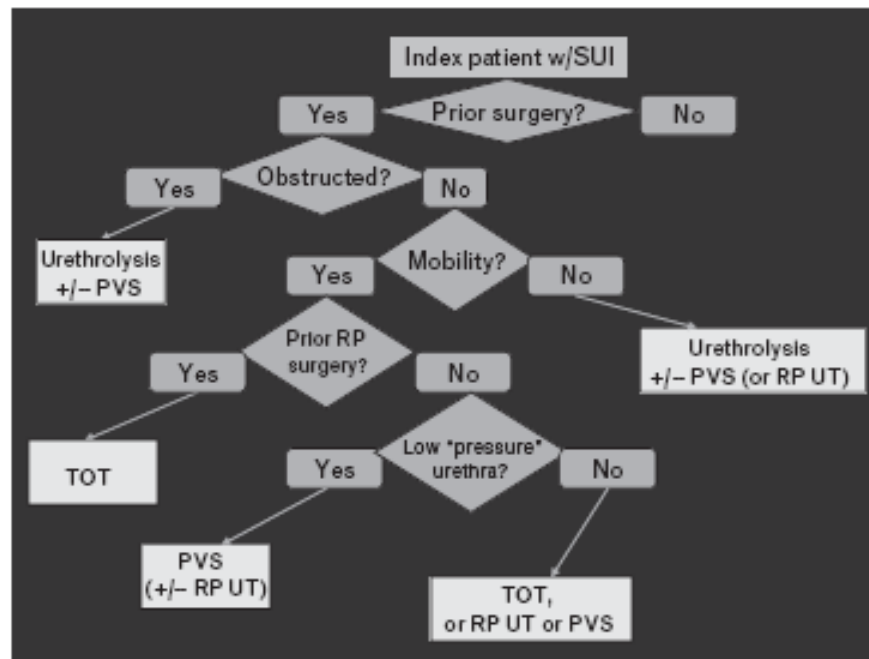 Index patient w/SUI
Yes
Prior surgery?
No
Yes
Obstructed?
No
Urethrolysis
+/– PVS
Yes
Mobility?
No
Prior RP
surgery?
Yes
No
Urethrolysis
+/– PVS (or RP UT)
TOT
Yes
Low "pressure"
urethra?
No
PVS
(+/– RP UT)
TOT,
or RP UT or PVS